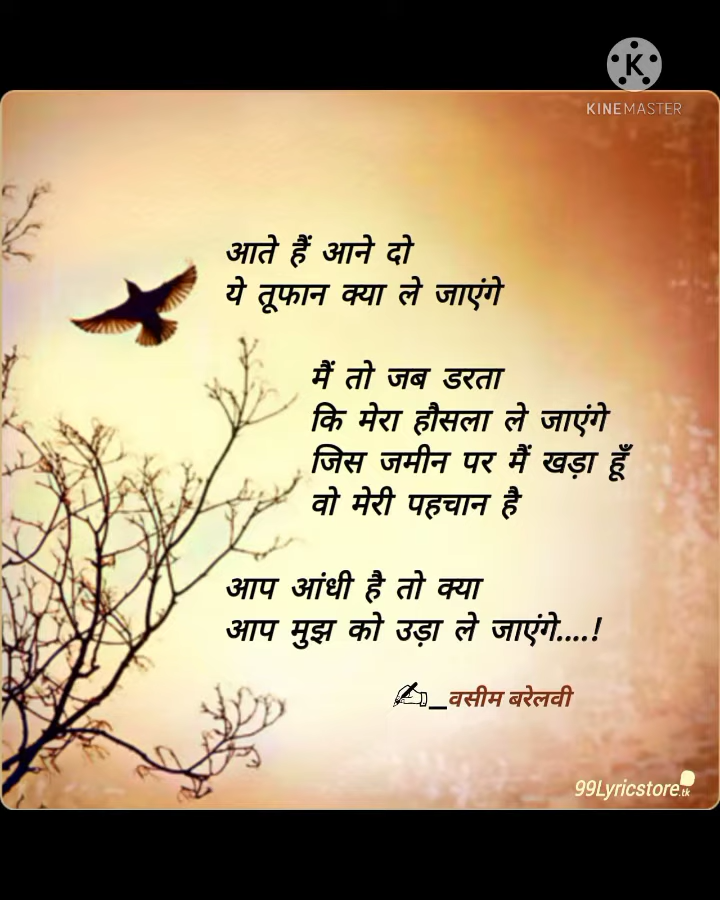 K
KINEMASTER
आते हैं आने दो
ये तूफान क्या ले जाएंगे
मैं तो जब डरता
कि मेरा हौसला ले जाएंगे
जिस जमीन पर मैं खड़ा हूँ
वो मेरी पहचान है
आप आंधी है तो क्या
आप मुझ को उड़ा ले जाएंगे....!
✍_वसीम बरेलवी
99Lyricstore.tk